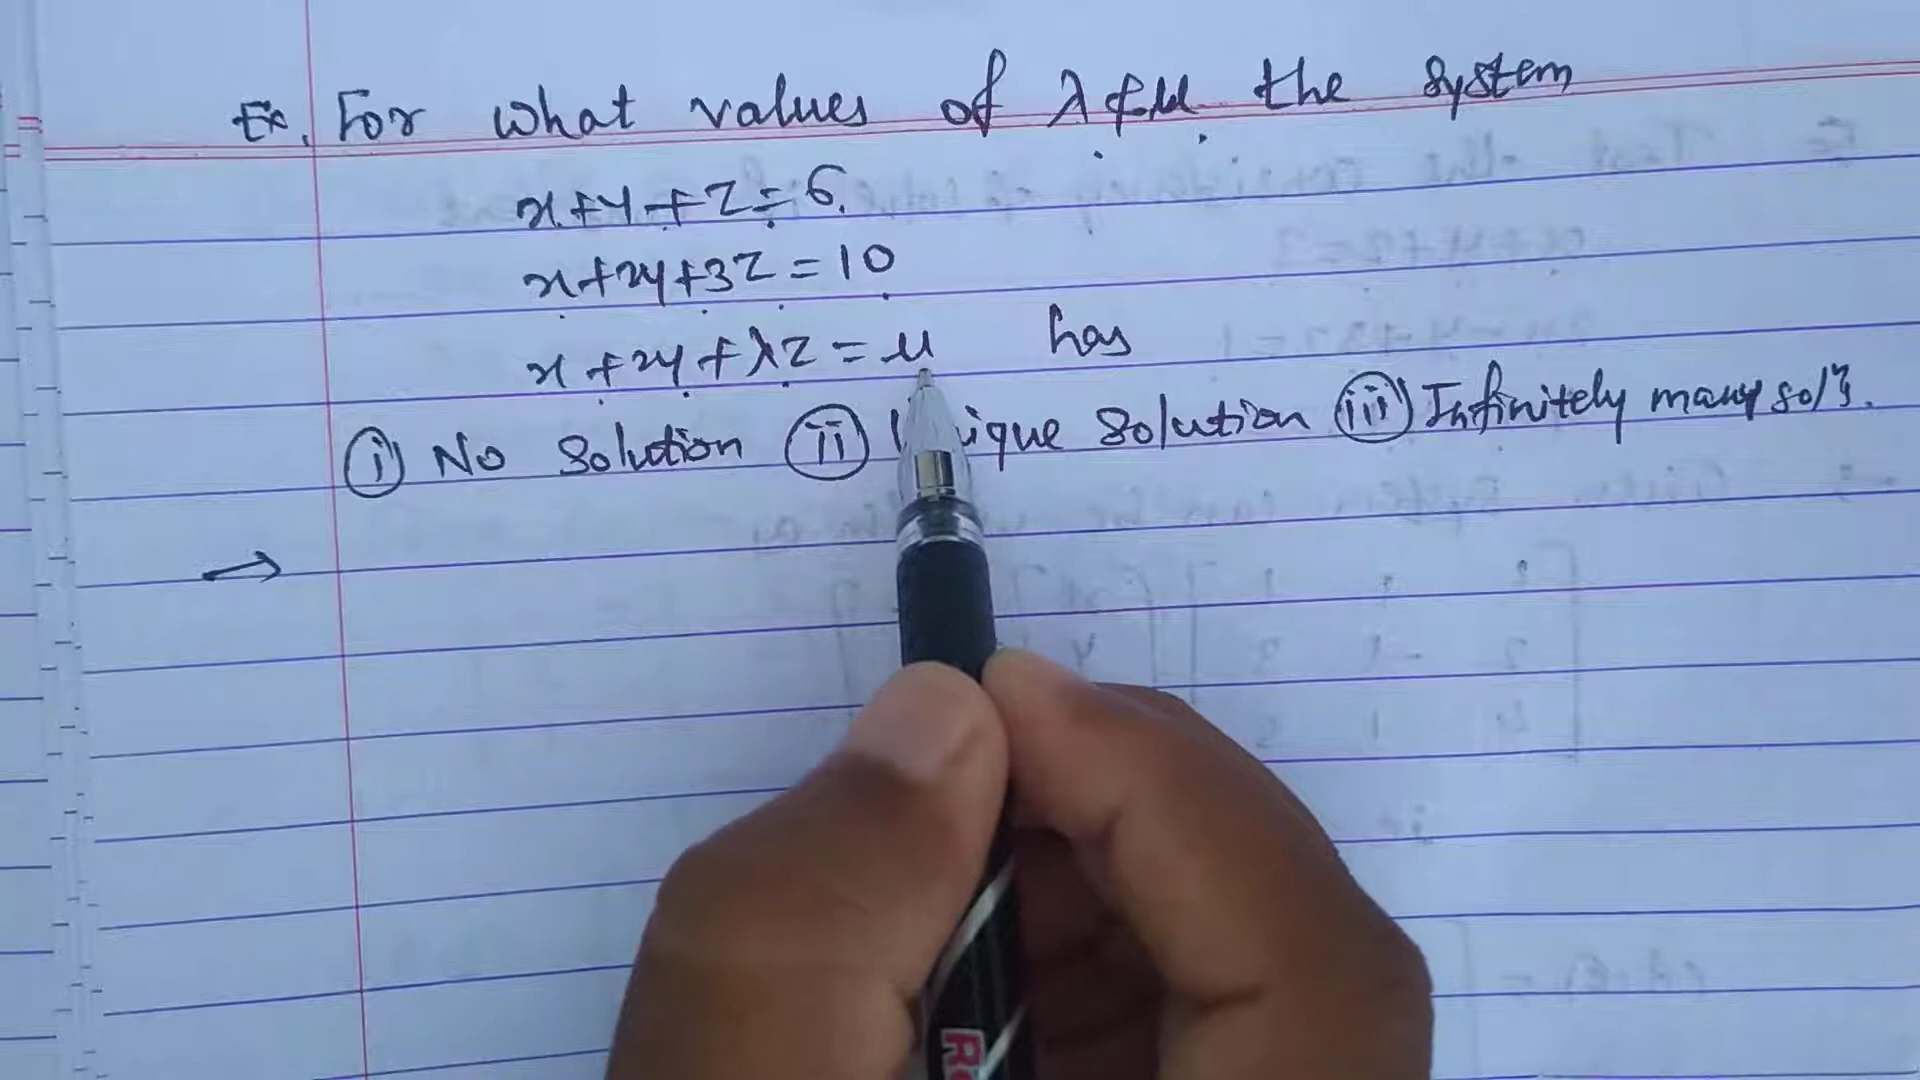 Ex. For what values of λ & μ the system
x+y+z=6.
x+2y+3z=10
x+2y+λz=μ has
(i) No Solution (ii) ique Solution (iii) Infinitely many sol's.
→